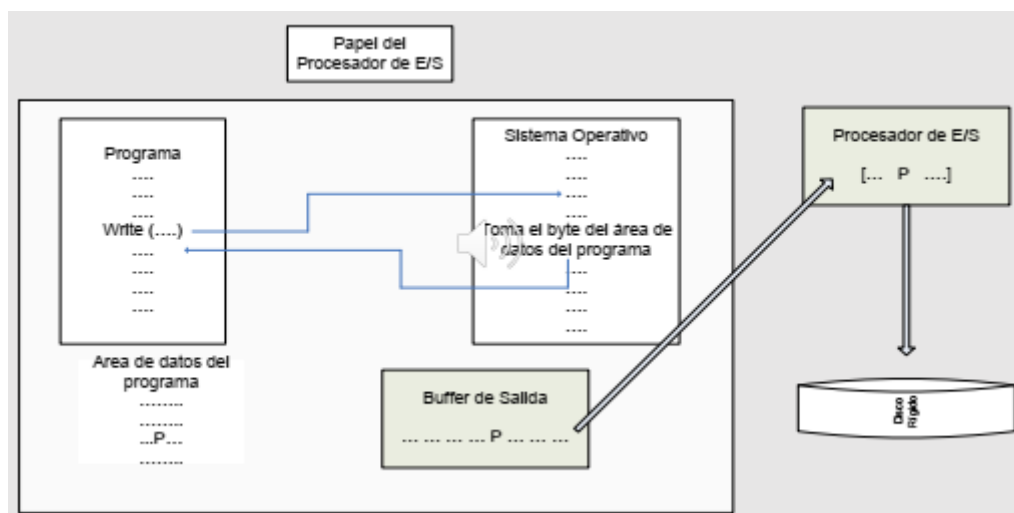 Papel del
Procesador de E/S
Programa
----
----
----
Write (....)
----
----
----
----
Area de datos del
programa
........
........
...P...
........
Sistema Operativo
----
----
----
----
Toma el byte del área de
datos del programa
----
----
----
----
Buffer de Salida
... ... ... ... P ... ... ...
Procesador de E/S
[... P ....]
Disco
Rígido